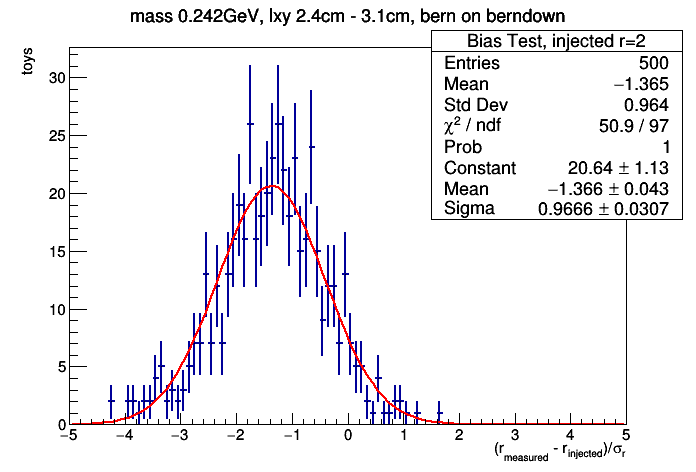 mass 0.242GeV, lxy 2.4cm - 3.1cm, bern on berndown
toys
Bias Test, injected r=2
Entries 500
Mean −1.365
Std Dev 0.964
χ² / ndf 50.9 / 97
Prob 1
Constant 20.64 ± 1.13
Mean −1.366 ± 0.043
Sigma 0.9666 ± 0.0307
30
25
20
15
10
5
0
−5 −4 −3 −2 −1 0 1 2 3 4 5
(r_measured - r_injected)/σ_r